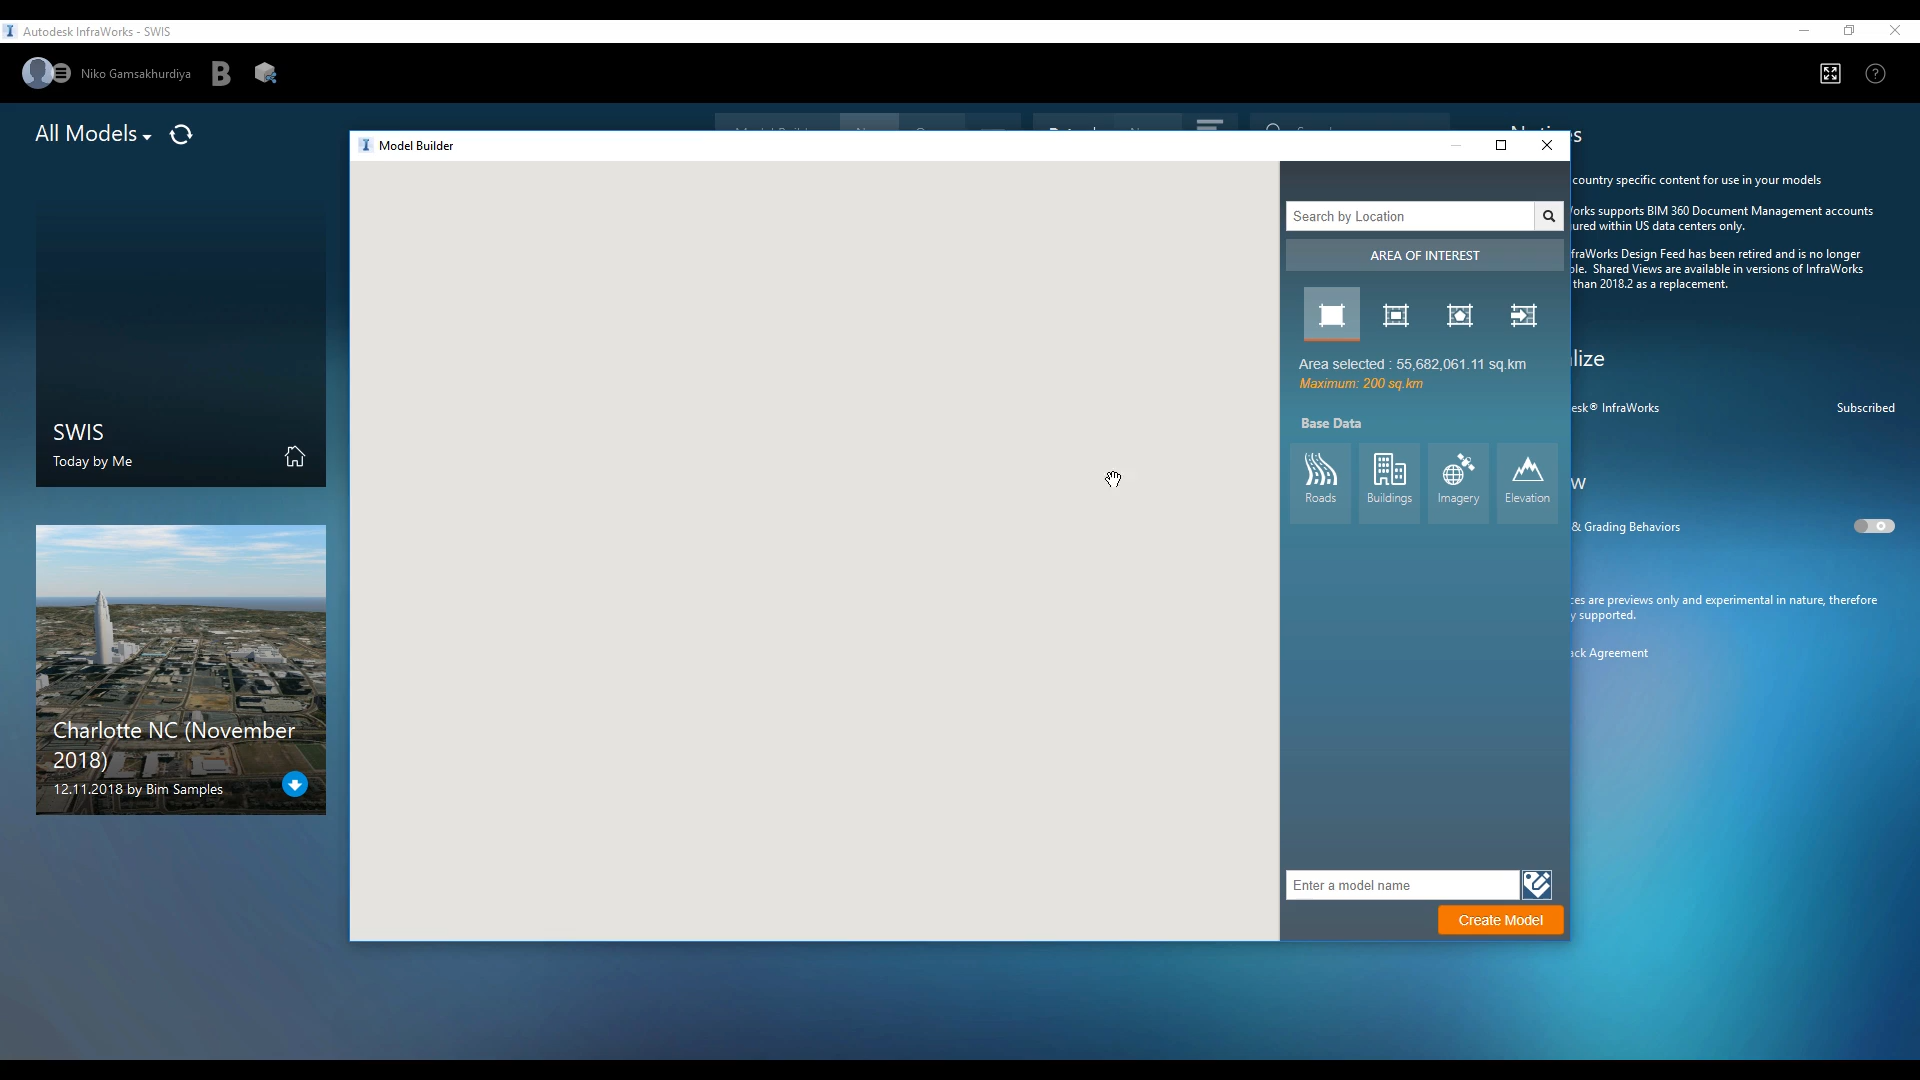 Autodesk InfraWorks - SWIS
Niko Gamsakhurdiya
B
?
All Models
Model Builder
Search by Location
AREA OF INTEREST
Area selected : 55,682,061.11 sq.km
Maximum: 200 sq.km
Base Data
Roads
Buildings
Imagery
Elevation
Enter a model name
Create Model
SWIS
Today by Me
Charlotte NC (November
2018)
12.11.2018 by Bim Samples
country specific content for use in your models
orks supports BIM 360 Document Management accounts
ured within US data centers only.
fraWorks Design Feed has been retired and is no longer
ble. Shared Views are available in versions of InfraWorks
than 2018.2 as a replacement.
lize
esk® InfraWorks
Subscribed
w
& Grading Behaviors
ces are previews only and experimental in nature, therefore
y supported.
ack Agreement